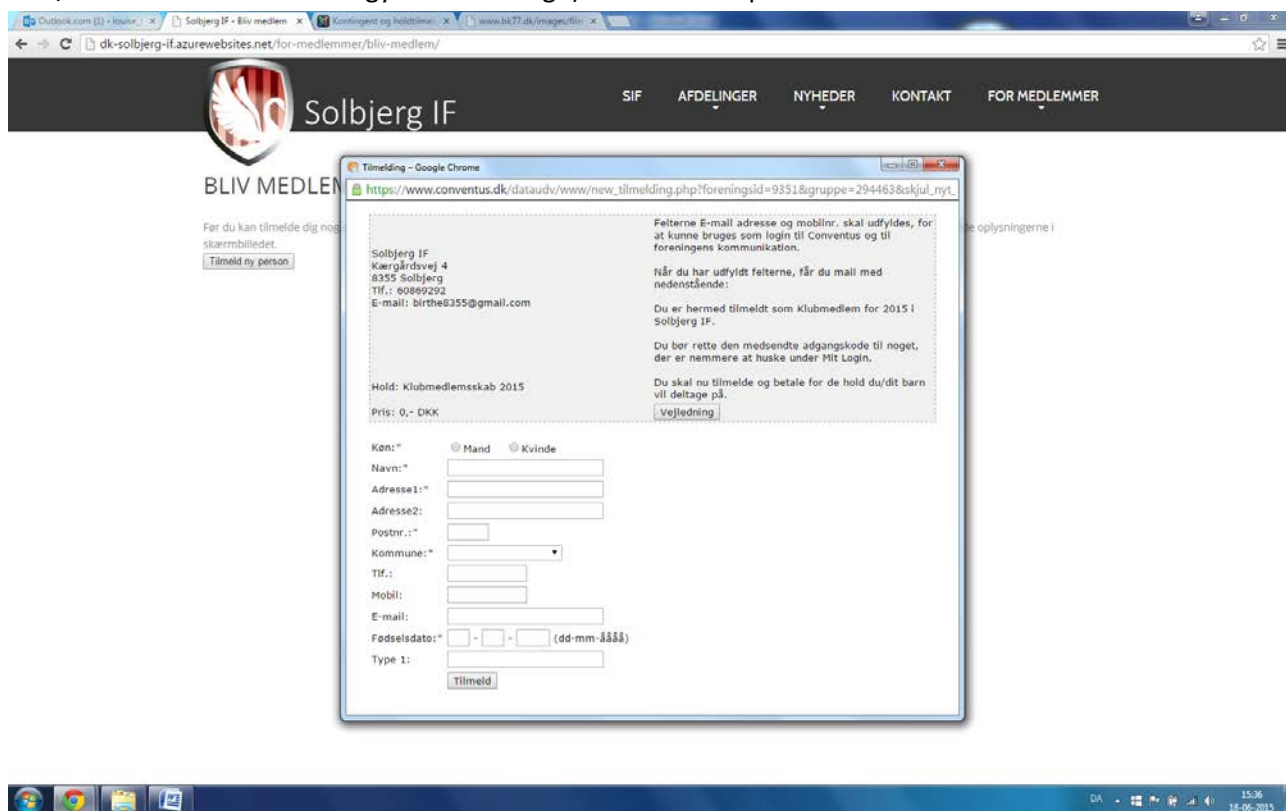 Outlook.com (1) - louise_l
Solbjerg IF - Bliv medlem
Kontingent og holdtilmel
www.bk77.dk/images/file
dk-solbjerg-if.azurewebsites.net/for-medlemmer/bliv-medlem/
Solbjerg IF
SIF AFDELINGER NYHEDER KONTAKT FOR MEDLEMMER
BLIV MEDLEM
Før du kan tilmelde dig nog
e oplysningerne i
skærmbilledet.
Tilmeld ny person
Tilmelding – Google Chrome
https://www.conventus.dk/dataudv/www/new_tilmelding.php?foreningsid=9351&gruppe=294463&skjul_nyt_
Solbjerg IF
Kærgårdsvej 4
8355 Solbjerg
Tlf.: 60869292
E-mail: birthe8355@gmail.com
Hold: Klubmedlemsskab 2015
Pris: 0,- DKK
Felterne E-mail adresse og mobilnr. skal udfyldes, for
at kunne bruges som login til Conventus og til
foreningens kommunikation.
Når du har udfyldt felterne, får du mail med
nedenstående:
Du er hermed tilmeldt som Klubmedlem for 2015 i
Solbjerg IF.
Du bør rette den medsendte adgangskode til noget,
der er nemmere at huske under Mit Login.
Du skal nu tilmelde og betale for de hold du/dit barn
vil deltage på.
Vejledning
Køn:* Mand Kvinde
Navn:*
Adresse1:*
Adresse2:
Postnr.:*
Kommune:*
Tlf.:
Mobil:
E-mail:
Fødselsdato:* - - (dd-mm-åååå)
Type 1:
Tilmeld
DA
15:36
18-06-2015